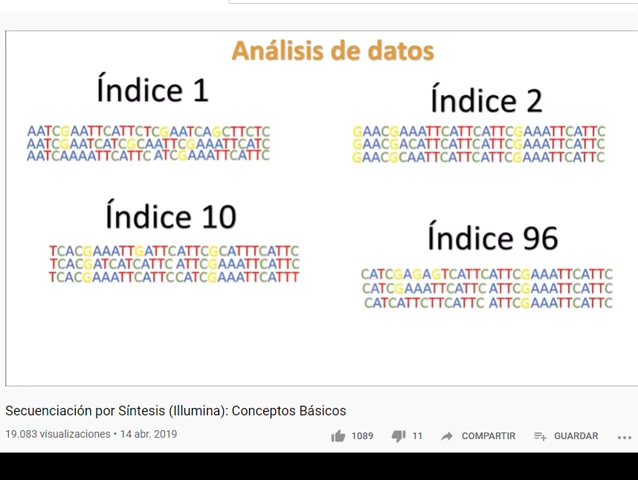 Análisis de datos
Índice 1
AATCGAATTCATTCTCGAATCAGCTTCTC
AATCGAATCATCGCAATTCGAAATTCATC
AATCAAAATTCATTC ATCGAAATTCATTC
Índice 2
GAACGAAATTCATTCATTCGAAATTCATTC
GAACGACATTCATTCATTCGAAATTCATTC
GAACGCAATTCATTCATTCGAAATTCATTC
Índice 10
TCACGAAATTGATTCATTCGCATTTCATTC
TCACGATCATCATTC ATTCGAAATTCATTC
TCACGAAATTCATTCCATCGAAATTCATTT
Índice 96
CATCGAGAGTCATTCATTCGAAATTCATTC
CATCGAAATTCATTC ATTCGAAATTCATTC
CATCATTCTTCATTC ATTCGAAATTCATTC
Secuenciación por Síntesis (Illumina): Conceptos Básicos
19.083 visualizaciones • 14 abr. 2019
1089
11
COMPARTIR
GUARDAR